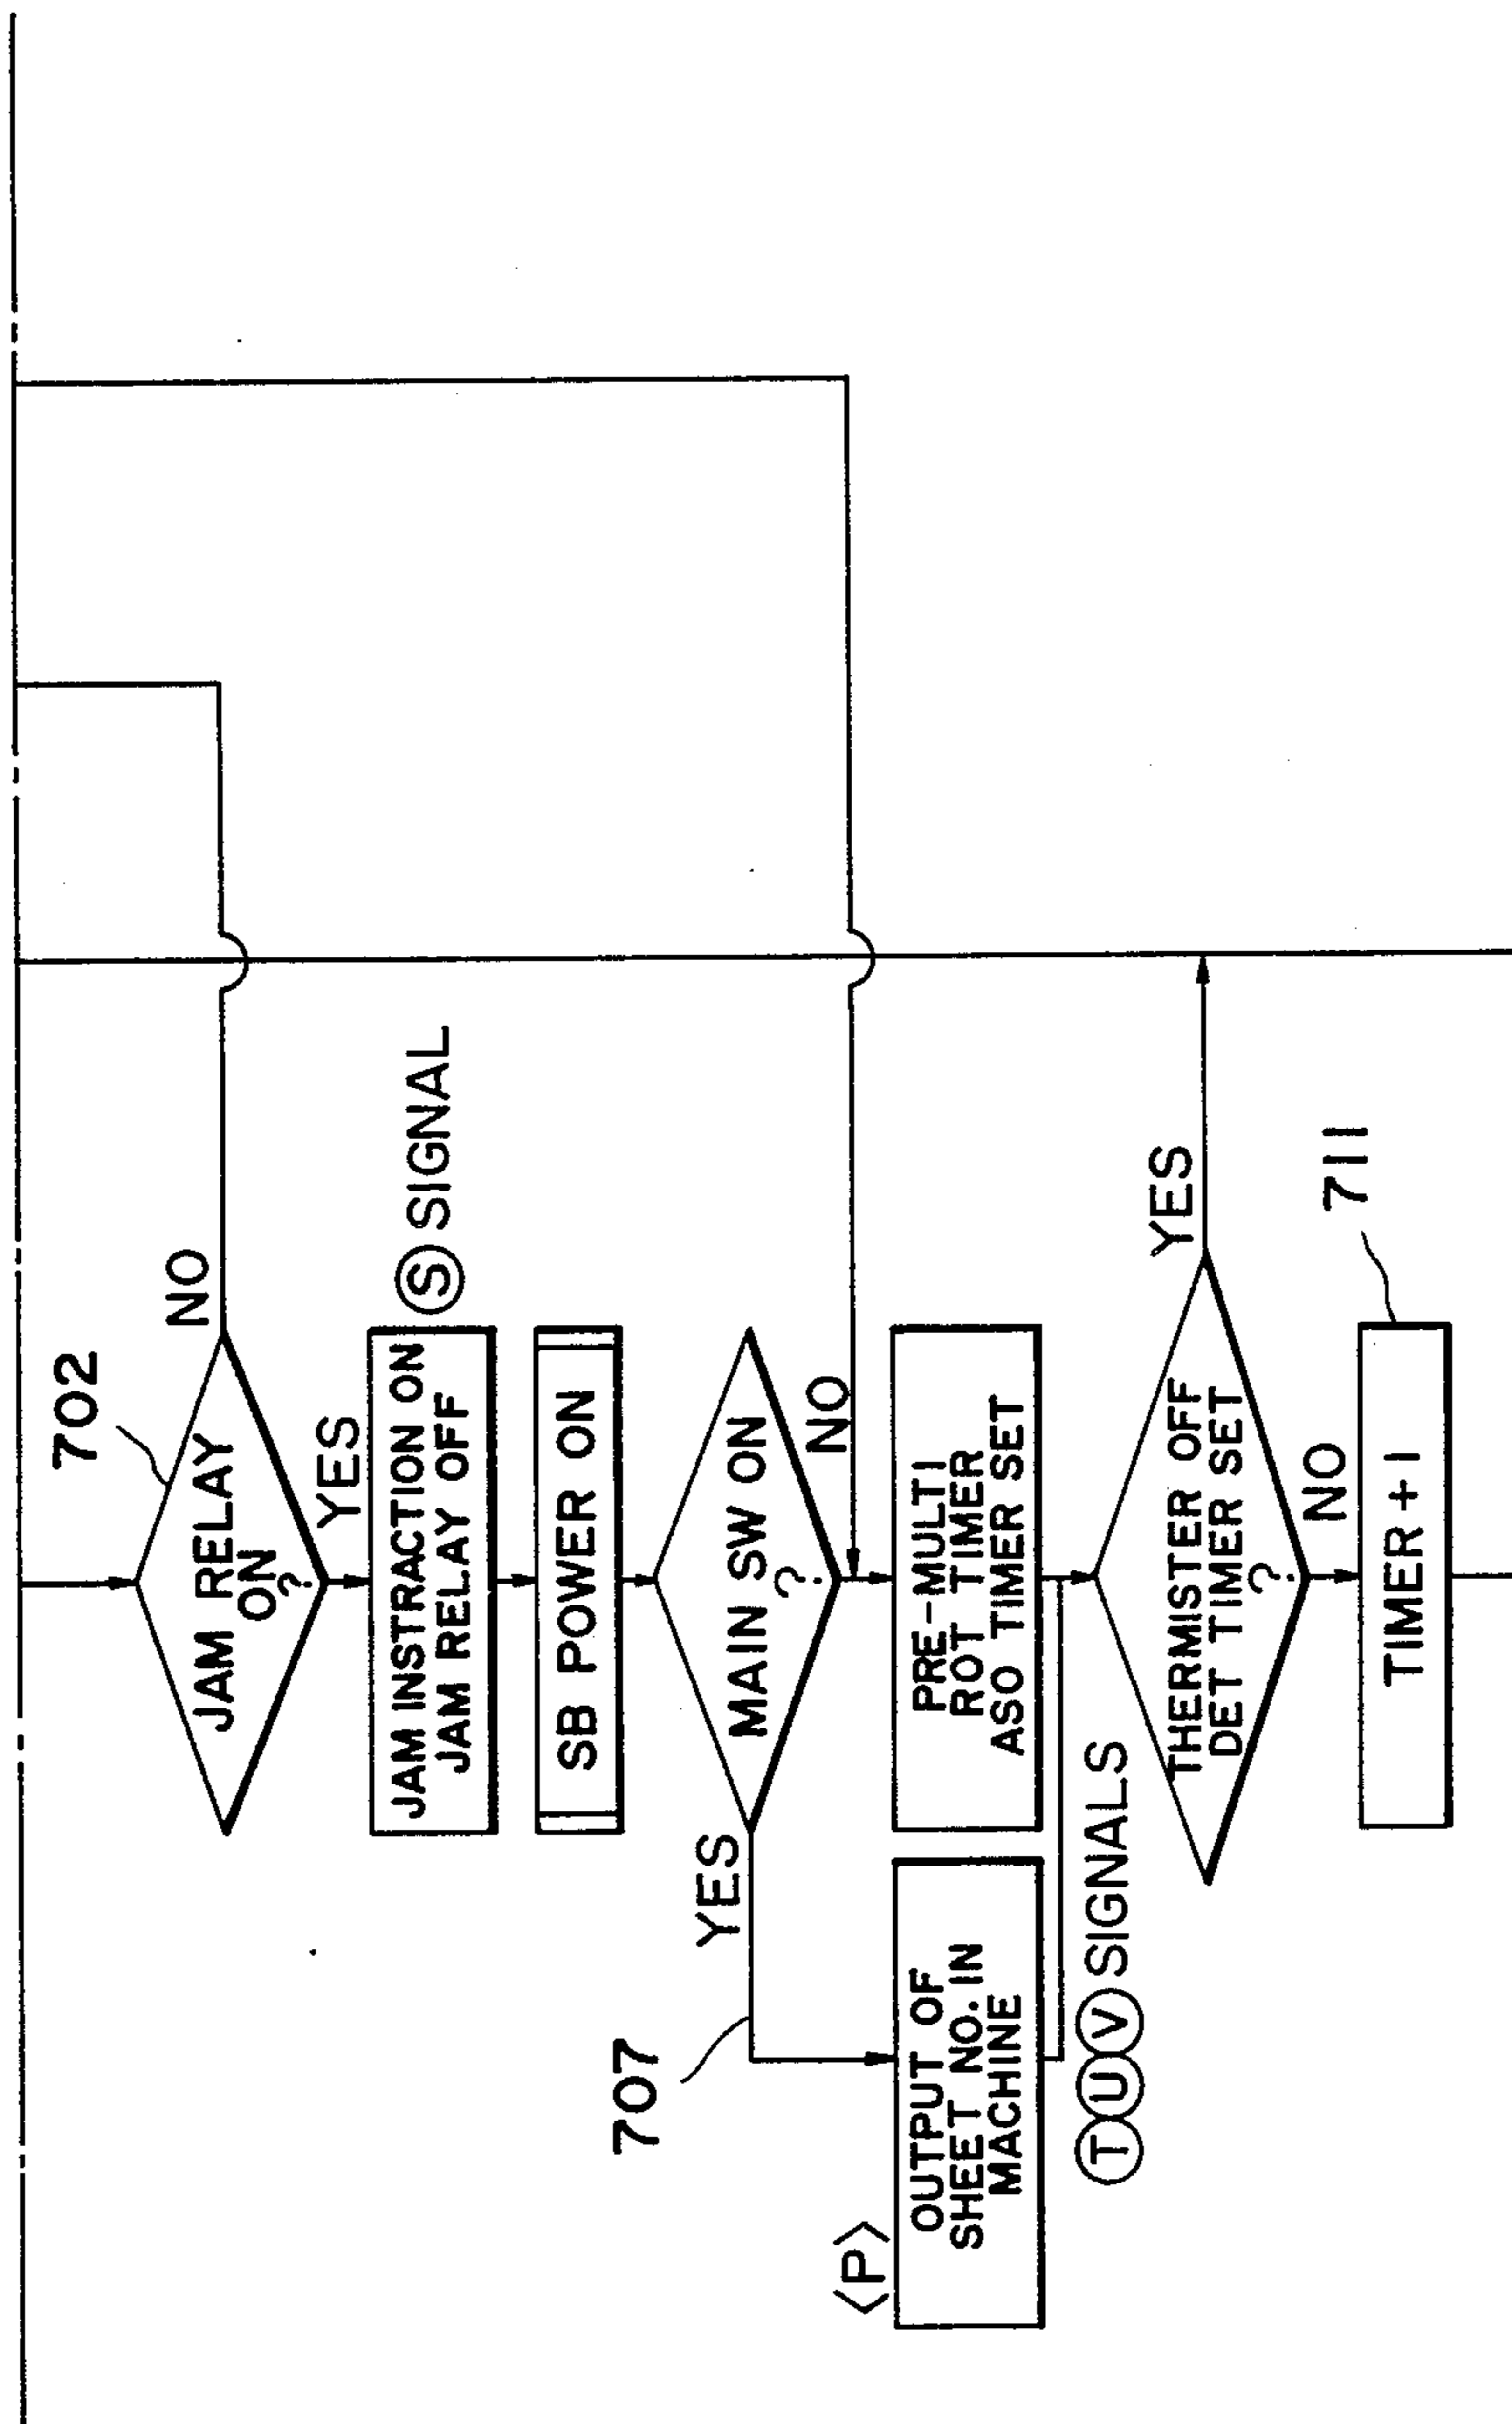 702
JAM RELAY
ON
?
NO
YES
JAM INSTRACTION ON
JAM RELAY OFF
Ⓢ SIGNAL
SB POWER ON
MAIN SW ON
?
YES
NO
707
<P>
OUTPUT OF
SHEET NO. IN
MACHINE
PRE-MULTI
ROT TIMER
ASO TIMER SET
ⓉⓊⓋ SIGNALS
THERMISTER OFF
DET TIMER SET
?
YES
NO
711
TIMER + 1